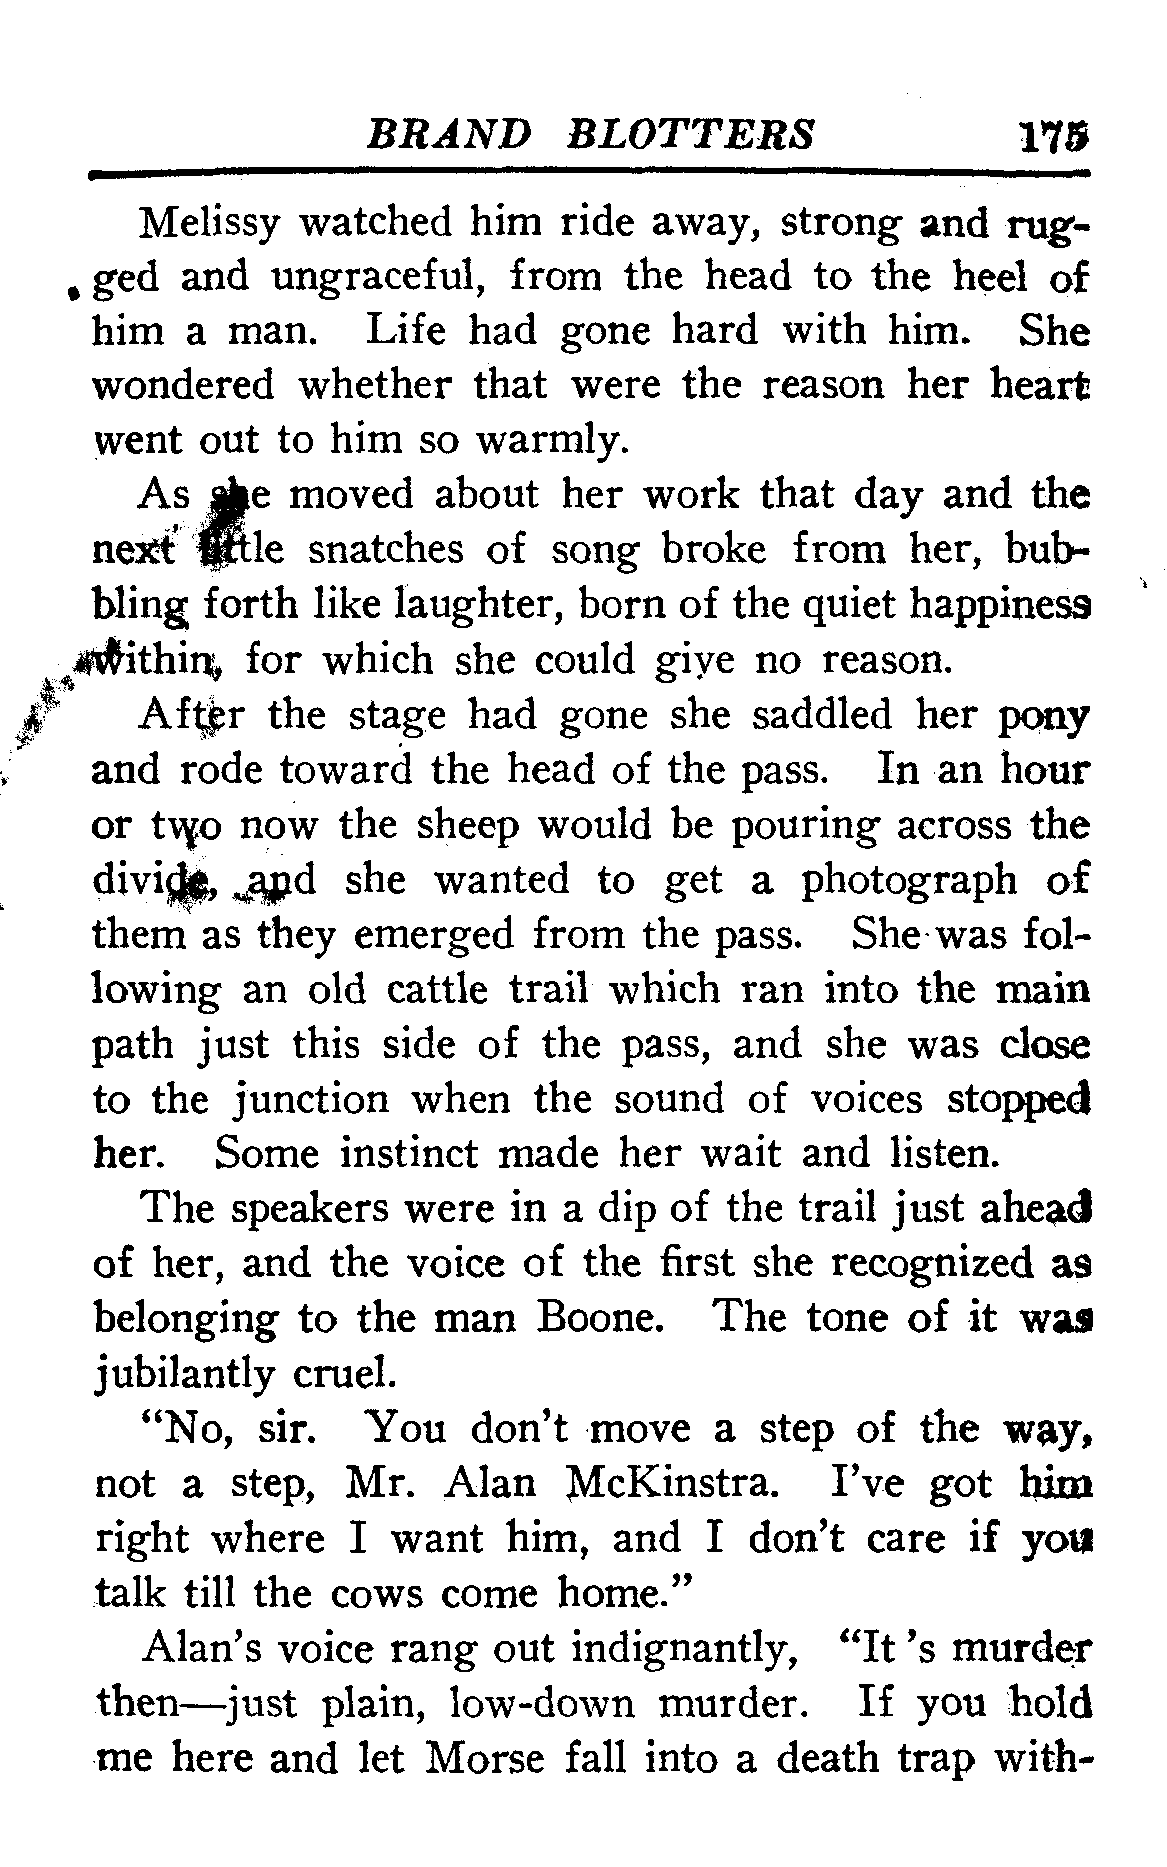 BRAND BLOTTERS 175
Melissy watched him ride away, strong and rug-
ged and ungraceful, from the head to the heel of
him a man. Life had gone hard with him. She
wondered whether that were the reason her heart
went out to him so warmly.
As she moved about her work that day and the
next little snatches of song broke from her, bub-
bling forth like laughter, born of the quiet happiness
within, for which she could give no reason.
After the stage had gone she saddled her pony
and rode toward the head of the pass. In an hour
or two now the sheep would be pouring across the
divide, and she wanted to get a photograph of
them as they emerged from the pass. She was fol-
lowing an old cattle trail which ran into the main
path just this side of the pass, and she was close
to the junction when the sound of voices stopped
her. Some instinct made her wait and listen.
The speakers were in a dip of the trail just ahead
of her, and the voice of the first she recognized as
belonging to the man Boone. The tone of it was
jubilantly cruel.
“No, sir. You don’t move a step of the way,
not a step, Mr. Alan McKinstra. I’ve got him
right where I want him, and I don’t care if you
talk till the cows come home.”
Alan’s voice rang out indignantly, “It ’s murder
then—just plain, low-down murder. If you hold
me here and let Morse fall into a death trap with-